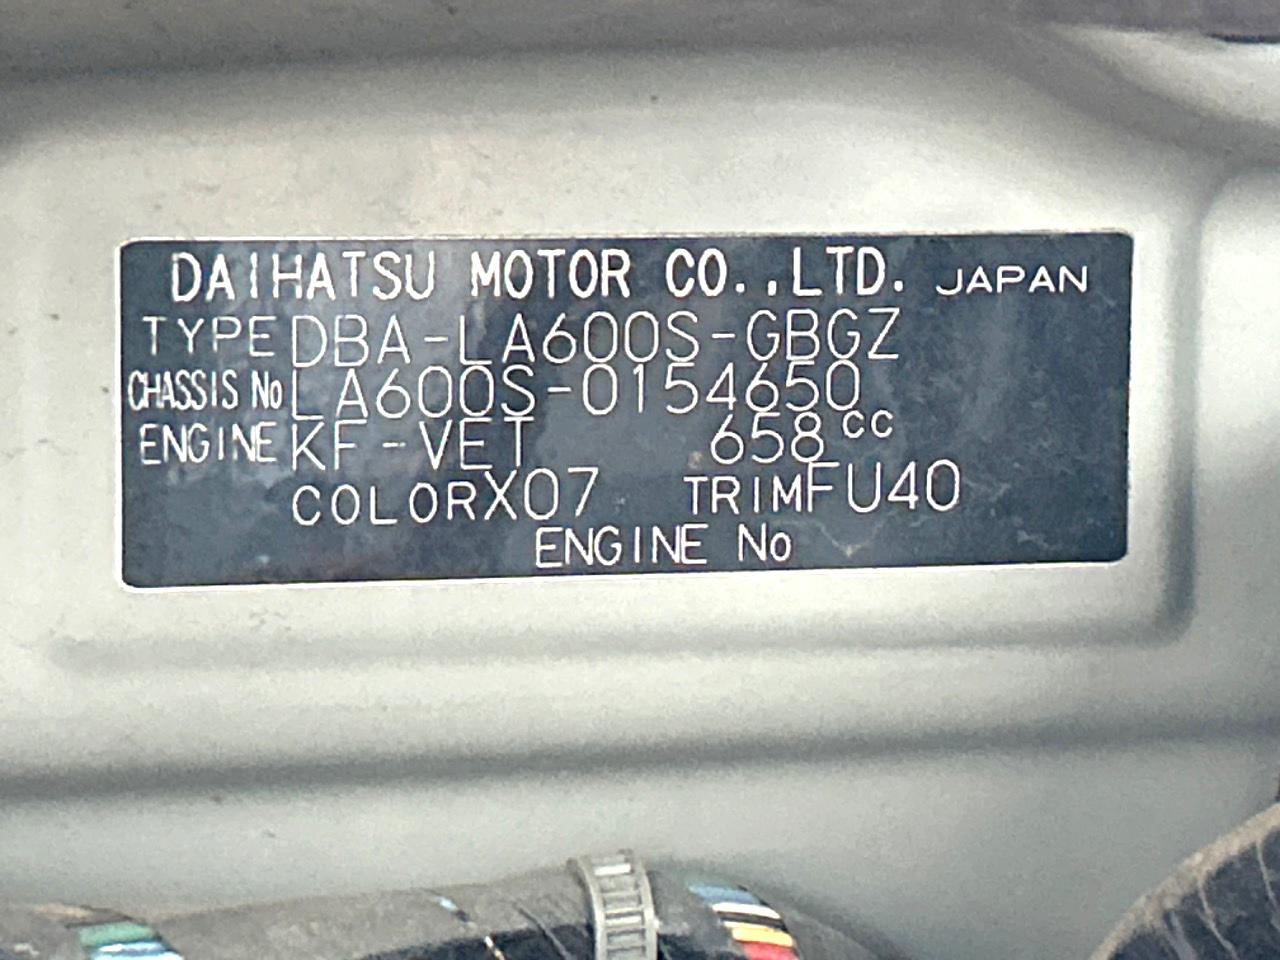 DAIHATSU MOTOR CO.,LTD. JAPAN
TYPE DBA-LA600S-GBGZ
CHASSIS No LA600S-0154650
ENGINE KF-VET 658cc
COLOR X07 TRIM FU40
ENGINE No